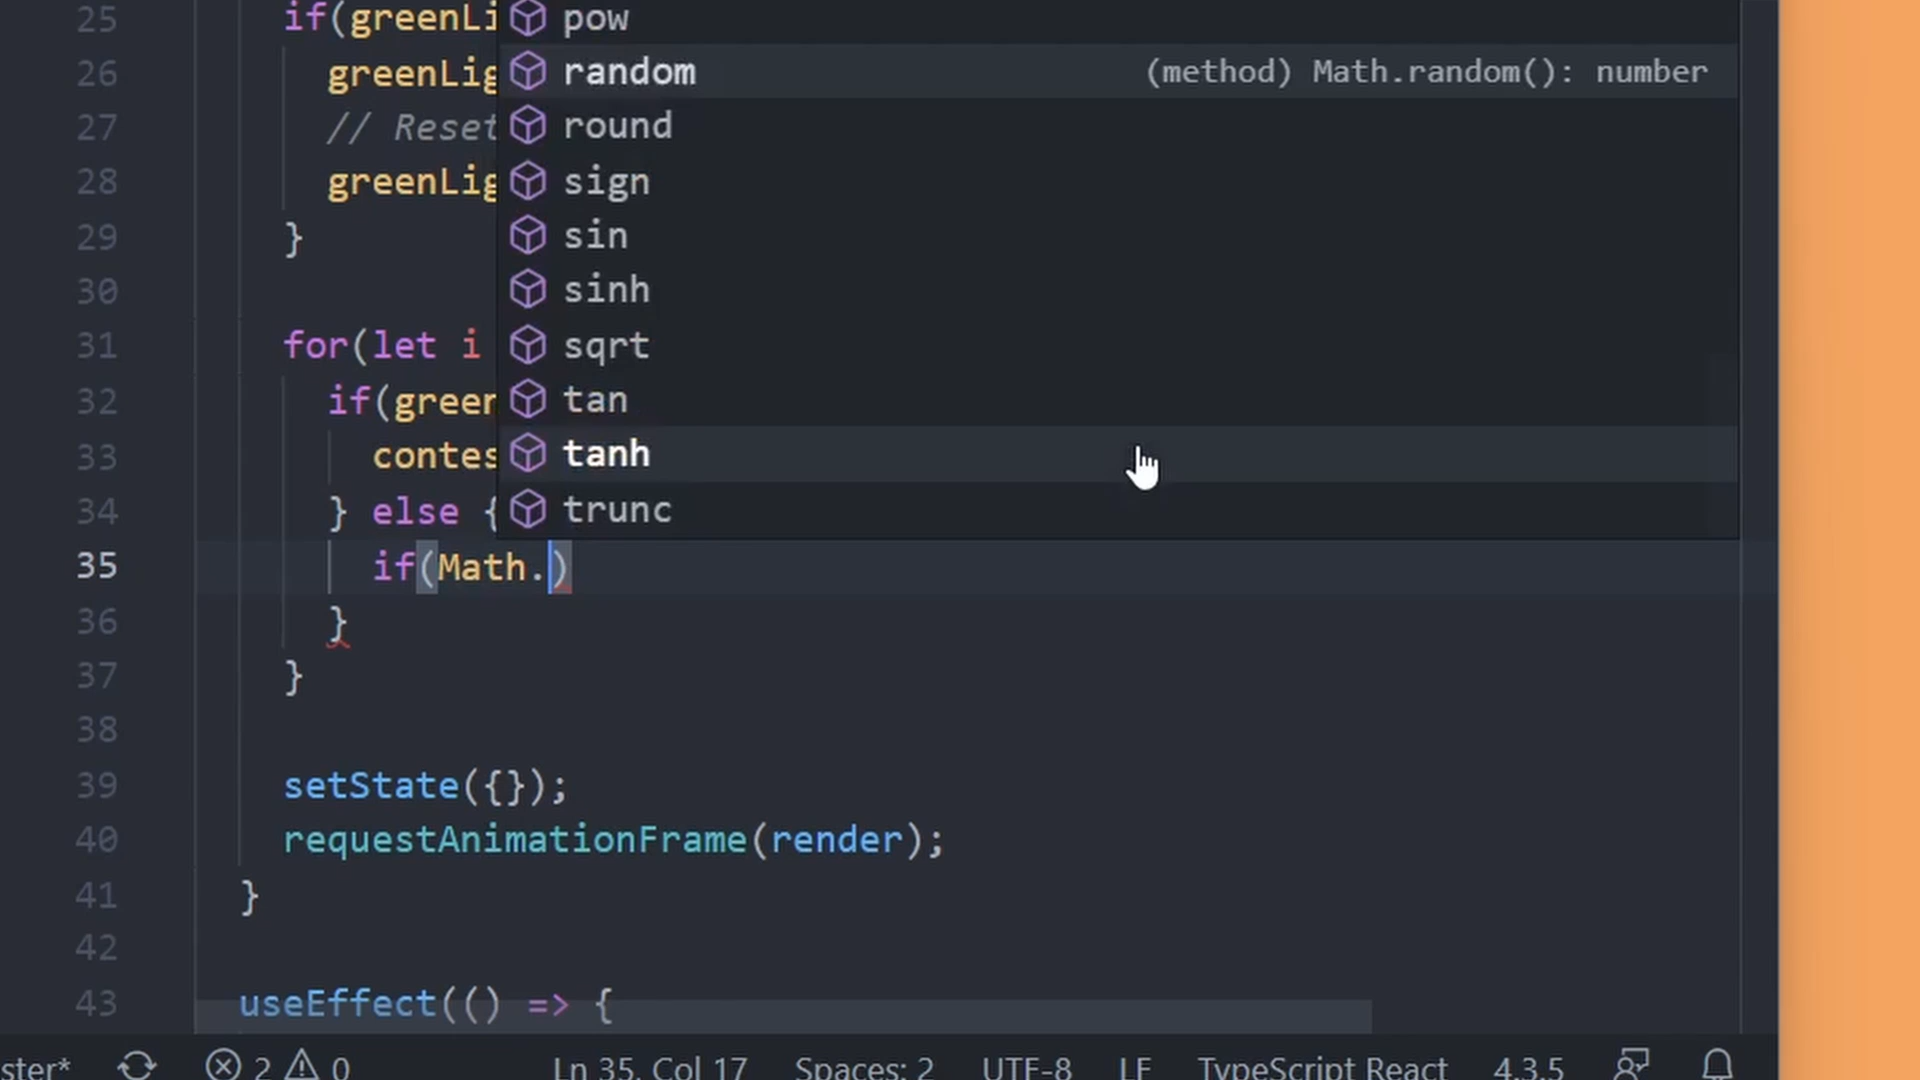 25 if(greenLi
pow
26 greenLig
random (method) Math.random(): number
27 // Reset
round
28 greenLig
sign
29 }
sin
30
sinh
31 for(let i
sqrt
32 if(green
tan
33 contes
tanh
34 } else {
trunc
35 if(Math.)
36 }
37 }
38
39 setState({});
40 requestAnimationFrame(render);
41 }
42
43 useEffect(() => {
ster* 2 0 Ln 35, Col 17 Spaces: 2 UTF-8 LF TypeScript React 4.3.5